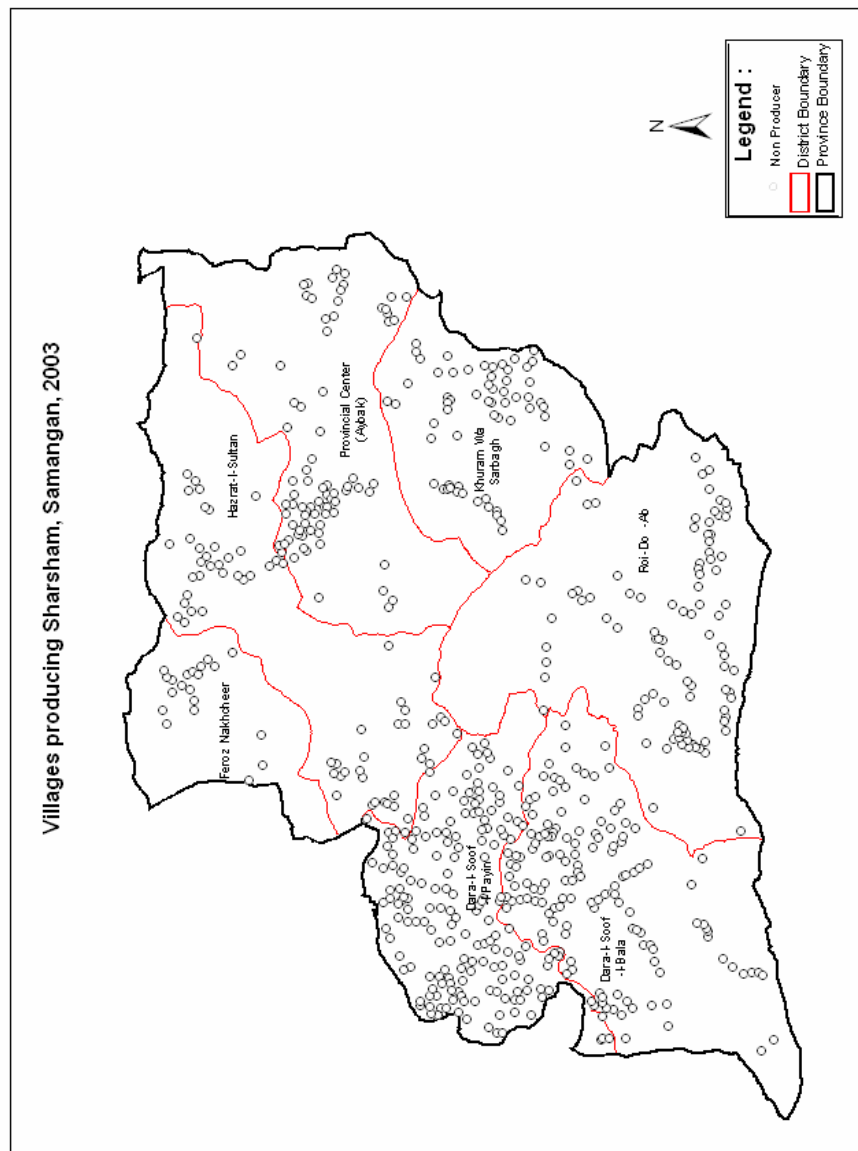 Villages producing Sharsham, Samangan, 2003
N
Legend :
Non Producer
District Boundary
Province Boundary
Hazrat-I-Sultan
Feroz Nakhcheer
Provincial Center
(Aybak)
Khuram Wa
Sarbagh
Roi-Do -Ab
Dara-I-Soof
-I-Payin
Dara-I-Soof
-I-Bala